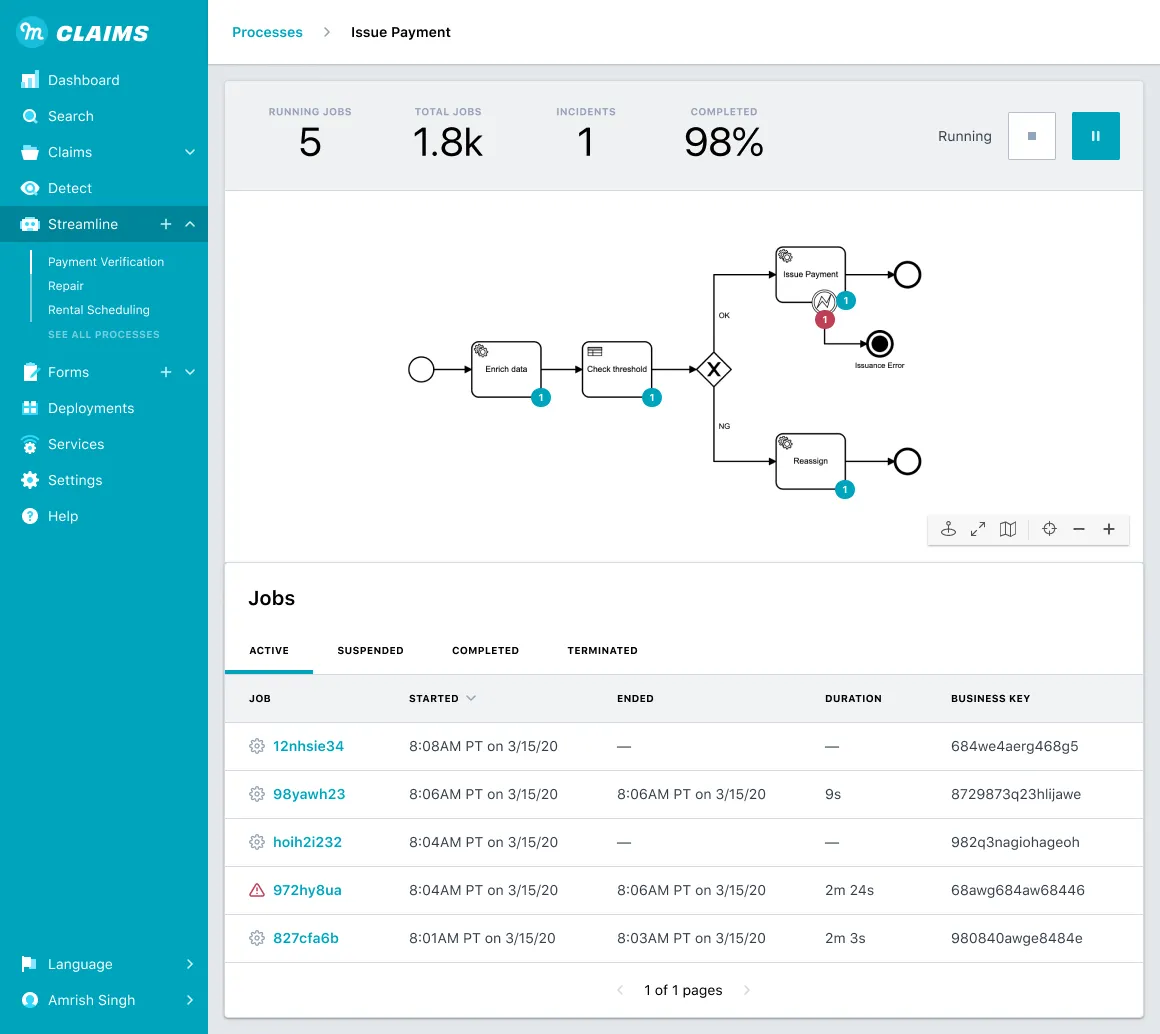 m CLAIMS
Dashboard
Search
Claims
Detect
Streamline
Payment Verification
Repair
Rental Scheduling
SEE ALL PROCESSES
Forms
Deployments
Services
Settings
Help
Language
Amrish Singh
Processes > Issue Payment
RUNNING JOBS TOTAL JOBS INCIDENTS COMPLETED
5 1.8k 1 98%
Running
Issue Payment
1
1
OK
Issuance Error
Enrich data
1
Check threshold
1
X
NG
Reassign
1
Jobs
ACTIVE SUSPENDED COMPLETED TERMINATED
JOB STARTED ENDED DURATION BUSINESS KEY
12nhsie34 8:08AM PT on 3/15/20 — — 684we4aerg468g5
98yawh23 8:06AM PT on 3/15/20 8:06AM PT on 3/15/20 9s 8729873q23hlijawe
hoih2i232 8:04AM PT on 3/15/20 — — 982q3nagiohageoh
972hy8ua 8:04AM PT on 3/15/20 8:06AM PT on 3/15/20 2m 24s 68awg684aw68446
827cfa6b 8:01AM PT on 3/15/20 8:03AM PT on 3/15/20 2m 3s 980840awge8484e
1 of 1 pages